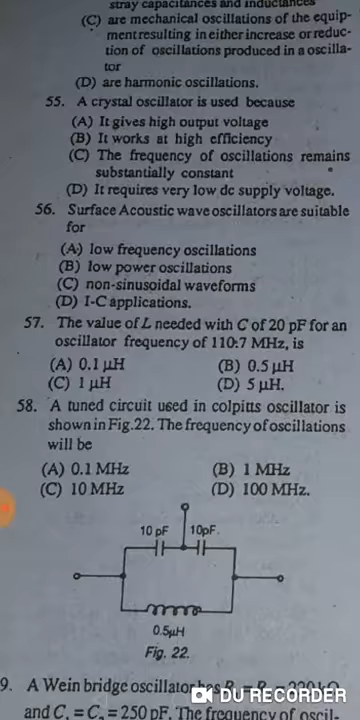 stray capacitances and inductances
(C) are mechanical oscillations of the equip-
ment resulting in either increase or reduc-
tion of oscillations produced in a oscilla-
tor
(D) are harmonic oscillations.
55. A crystal oscillator is used because
(A) It gives high output voltage
(B) It works at high efficiency
(C) The frequency of oscillations remains
substantially constant
(D) It requires very low dc supply voltage.
56. Surface Acoustic wave oscillators are suitable
for
(A) low frequency oscillations
(B) low power oscillations
(C) non-sinusoidal waveforms
(D) I-C applications.
57. The value of L needed with C of 20 pF for an
oscillator frequency of 110·7 MHz, is
(A) 0.1 μH (B) 0.5 μH
(C) 1 μH (D) 5 μH.
58. A tuned circuit used in colpitts oscillator is
shown in Fig.22. The frequency of oscillations
will be
(A) 0.1 MHz (B) 1 MHz
(C) 10 MHz (D) 100 MHz.
10 pF 10pF.
0.5μH
Fig. 22.
9. A Wein bridge oscillator has
DU RECORDER
and C = C = 250 pF. The frequency of oscil-